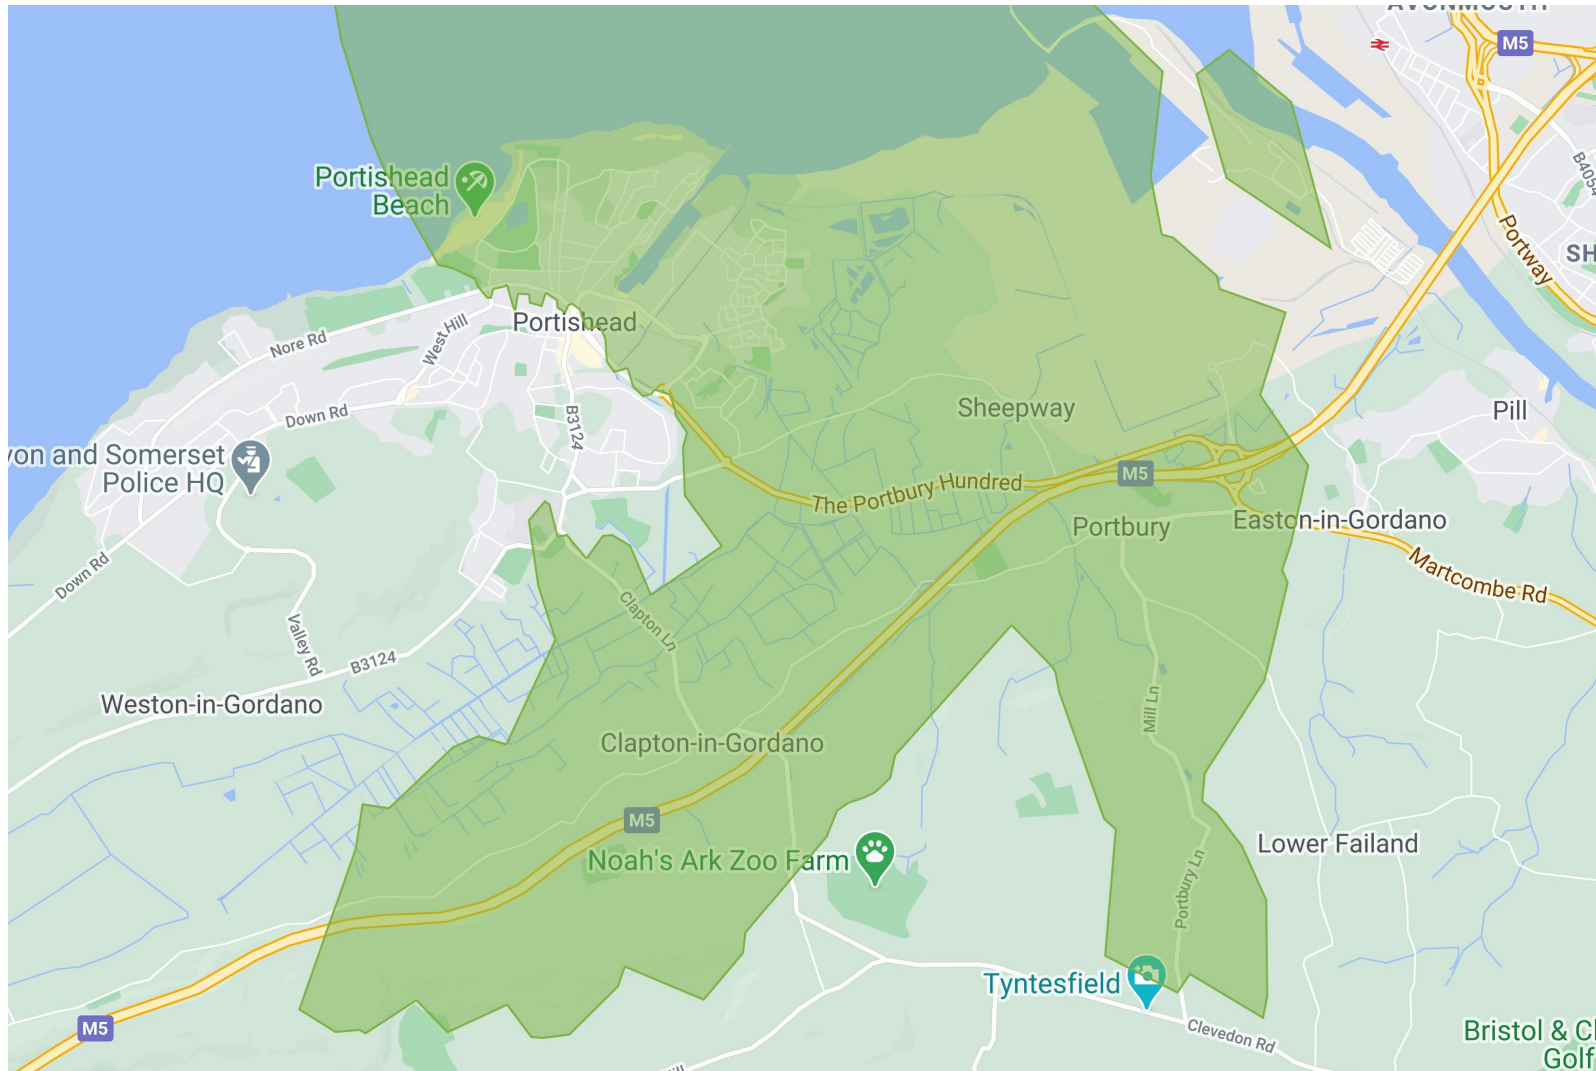 AVONMOUTH
M5
B4054
Portishead
Beach
Portway
SH
Nore Rd
West Hill
Portishead
Down Rd
B3124
Sheepway
Pill
von and Somerset
Police HQ
M5
The Portbury Hundred
Portbury
Easton-in-Gordano
Martcombe Rd
Down Rd
Clapton Ln
Valley Rd
B3124
Weston-in-Gordano
Mill Ln
Clapton-in-Gordano
M5
Noah's Ark Zoo Farm
Lower Failand
Portbury Ln
Tyntesfield
M5
Clevedon Rd
Bristol & Cl
Golf